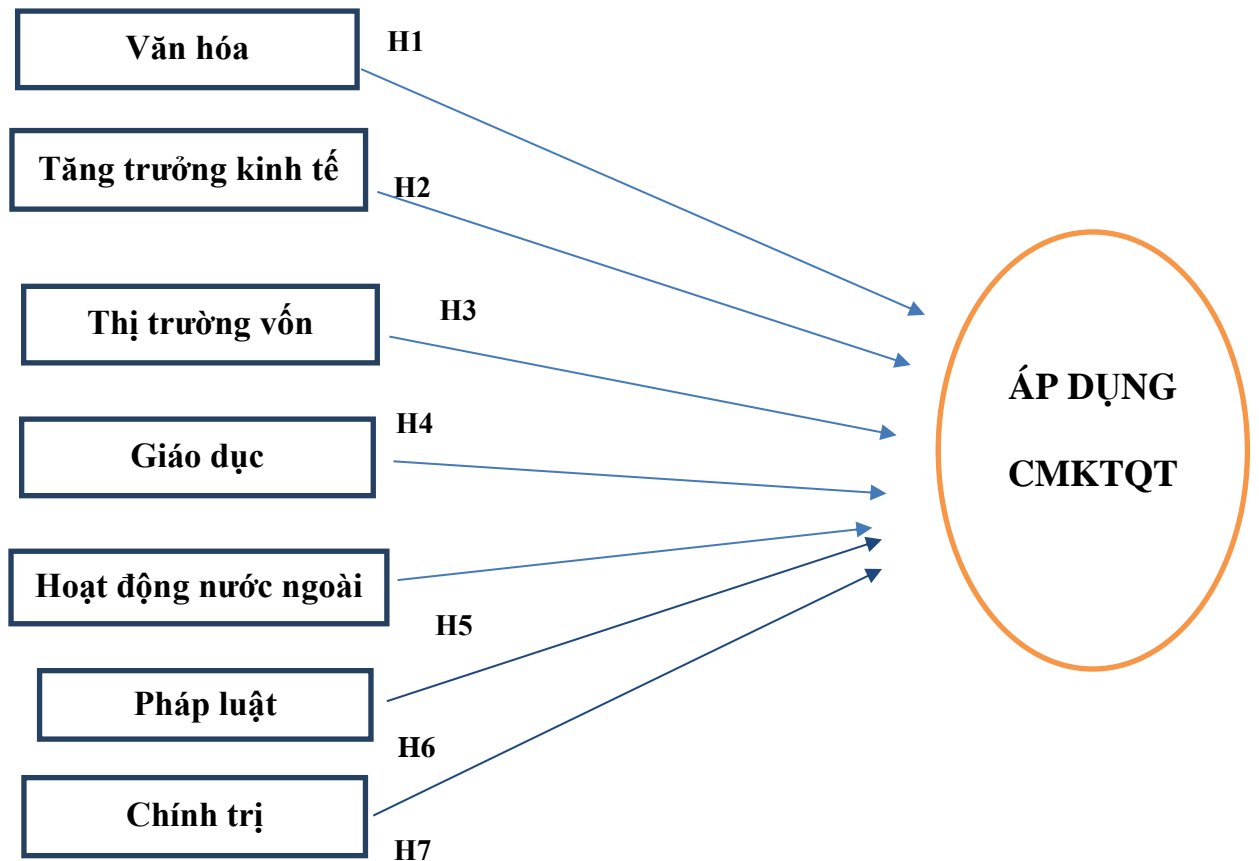 Văn hóa
H1
Tăng trưởng kinh tế
H2
Thị trường vốn
H3
Giáo dục
H4
Hoạt động nước ngoài
H5
Pháp luật
H6
Chính trị
H7
ÁP DỤNG
CMKTQT